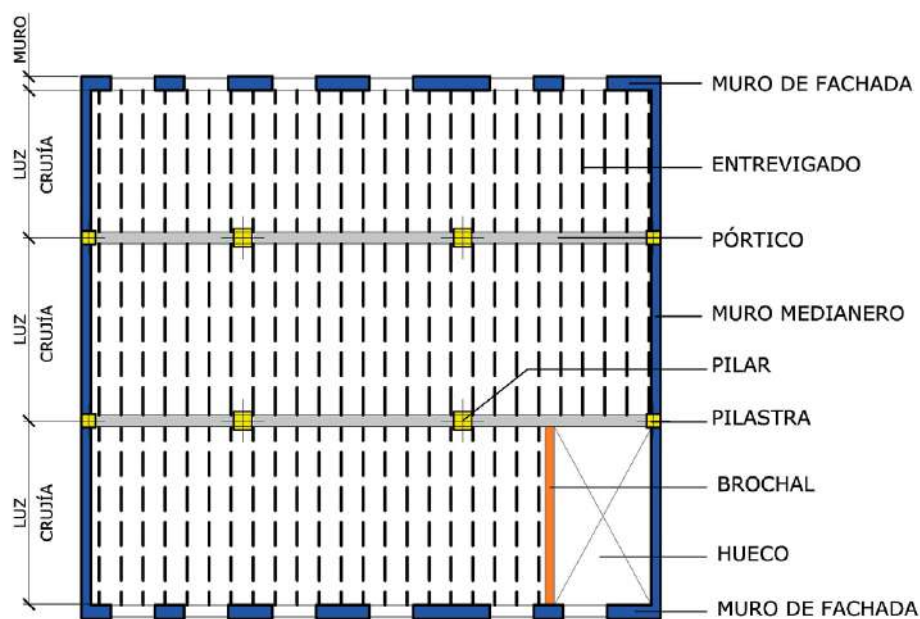 MURO
MURO DE FACHADA
LUZ
CRUJÍA
ENTREVIGADO
PÓRTICO
LUZ
CRUJÍA
MURO MEDIANERO
PILAR
PILASTRA
LUZ
CRUJÍA
BROCHAL
HUECO
MURO DE FACHADA